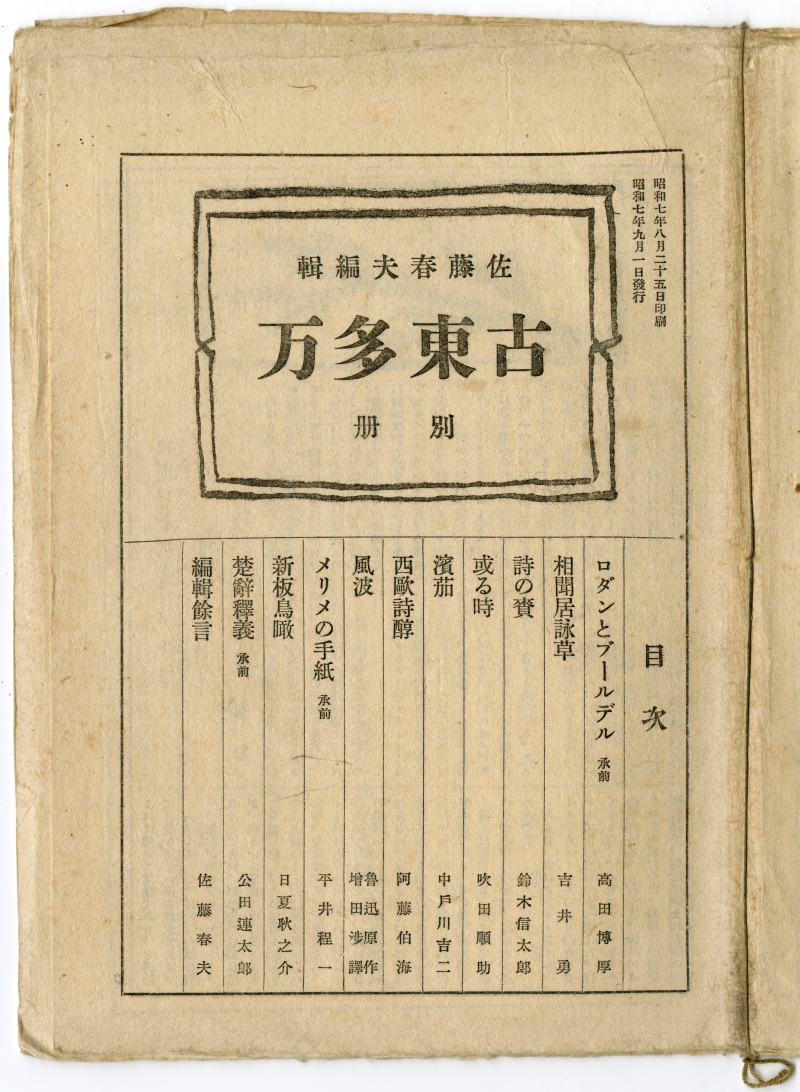 昭和七年八月二十五日印刷
昭和七年九月一日發行
佐藤春夫編輯
古東多万
別册
目次
ロダンとブールデル 承前 高田博厚
相聞居詠草 吉井勇
詩の賚 鈴木信太郎
或る時 吹田順助
濱茄 中戸川吉二
西歐詩醇 阿藤伯海
風波 魯迅原作 增田涉譯
メリメの手紙 承前 平井程一
新板鳥瞰 日夏耿之介
楚辭釋義 承前 公田連太郎
編輯餘言 佐藤春夫